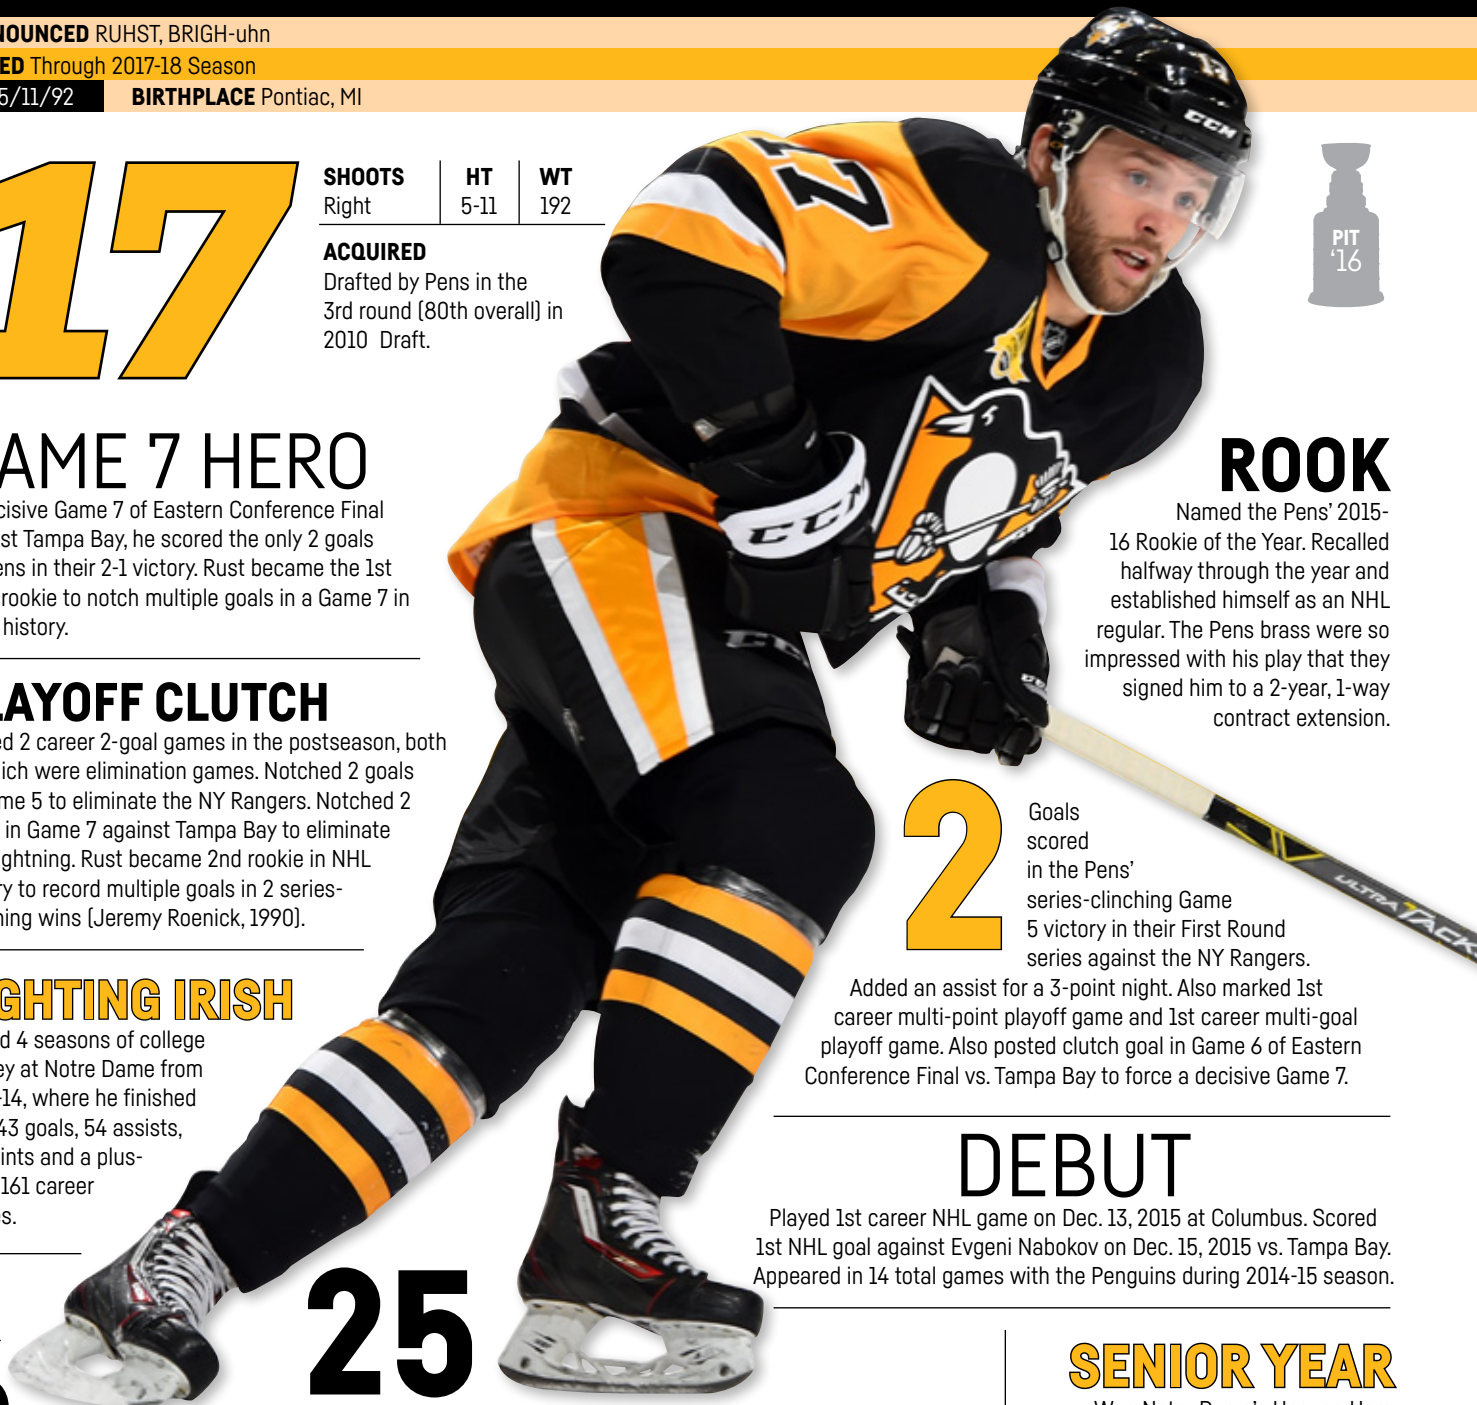 NOUNCED RUHST, BRIGH-uhn
ED Through 2017-18 Season
5/11/92 BIRTHPLACE Pontiac, MI
17
SHOOTS HT WT
Right 5-11 192
ACQUIRED
Drafted by Pens in the
3rd round (80th overall) in
2010 Draft.
17
CCM
PIT
'16
CCM
AME 7 HERO
cisive Game 7 of Eastern Conference Final
st Tampa Bay, he scored the only 2 goals
ens in their 2-1 victory. Rust became the 1st
rookie to notch multiple goals in a Game 7 in
history.
LAYOFF CLUTCH
ed 2 career 2-goal games in the postseason, both
ich were elimination games. Notched 2 goals
me 5 to eliminate the NY Rangers. Notched 2
in Game 7 against Tampa Bay to eliminate
ightning. Rust became 2nd rookie in NHL
ry to record multiple goals in 2 series-
hing wins (Jeremy Roenick, 1990).
GHTING IRISH
d 4 seasons of college
ey at Notre Dame from
-14, where he finished
43 goals, 54 assists,
ints and a plus-
161 career
s.
25
ROOK
Named the Pens' 2015-
16 Rookie of the Year. Recalled
halfway through the year and
established himself as an NHL
regular. The Pens brass were so
impressed with his play that they
signed him to a 2-year, 1-way
contract extension.
CCM
ULTRA TACKS
2
Goals
scored
in the Pens'
series-clinching Game
5 victory in their First Round
series against the NY Rangers.
Added an assist for a 3-point night. Also marked 1st
career multi-point playoff game and 1st career multi-goal
playoff game. Also posted clutch goal in Game 6 of Eastern
Conference Final vs. Tampa Bay to force a decisive Game 7.
DEBUT
Played 1st career NHL game on Dec. 13, 2015 at Columbus. Scored
1st NHL goal against Evgeni Nabokov on Dec. 15, 2015 vs. Tampa Bay.
Appeared in 14 total games with the Penguins during 2014-15 season.
SENIOR YEAR